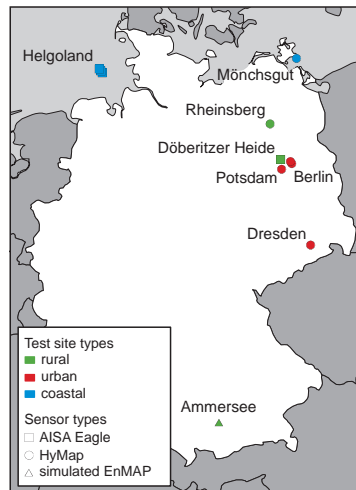 Helgoland
Mönchsgut
Rheinsberg
Döberitzer Heide
Potsdam
Berlin
Dresden
Test site types
rural
urban
coastal
Sensor types
AISA Eagle
HyMap
simulated EnMAP
Ammersee